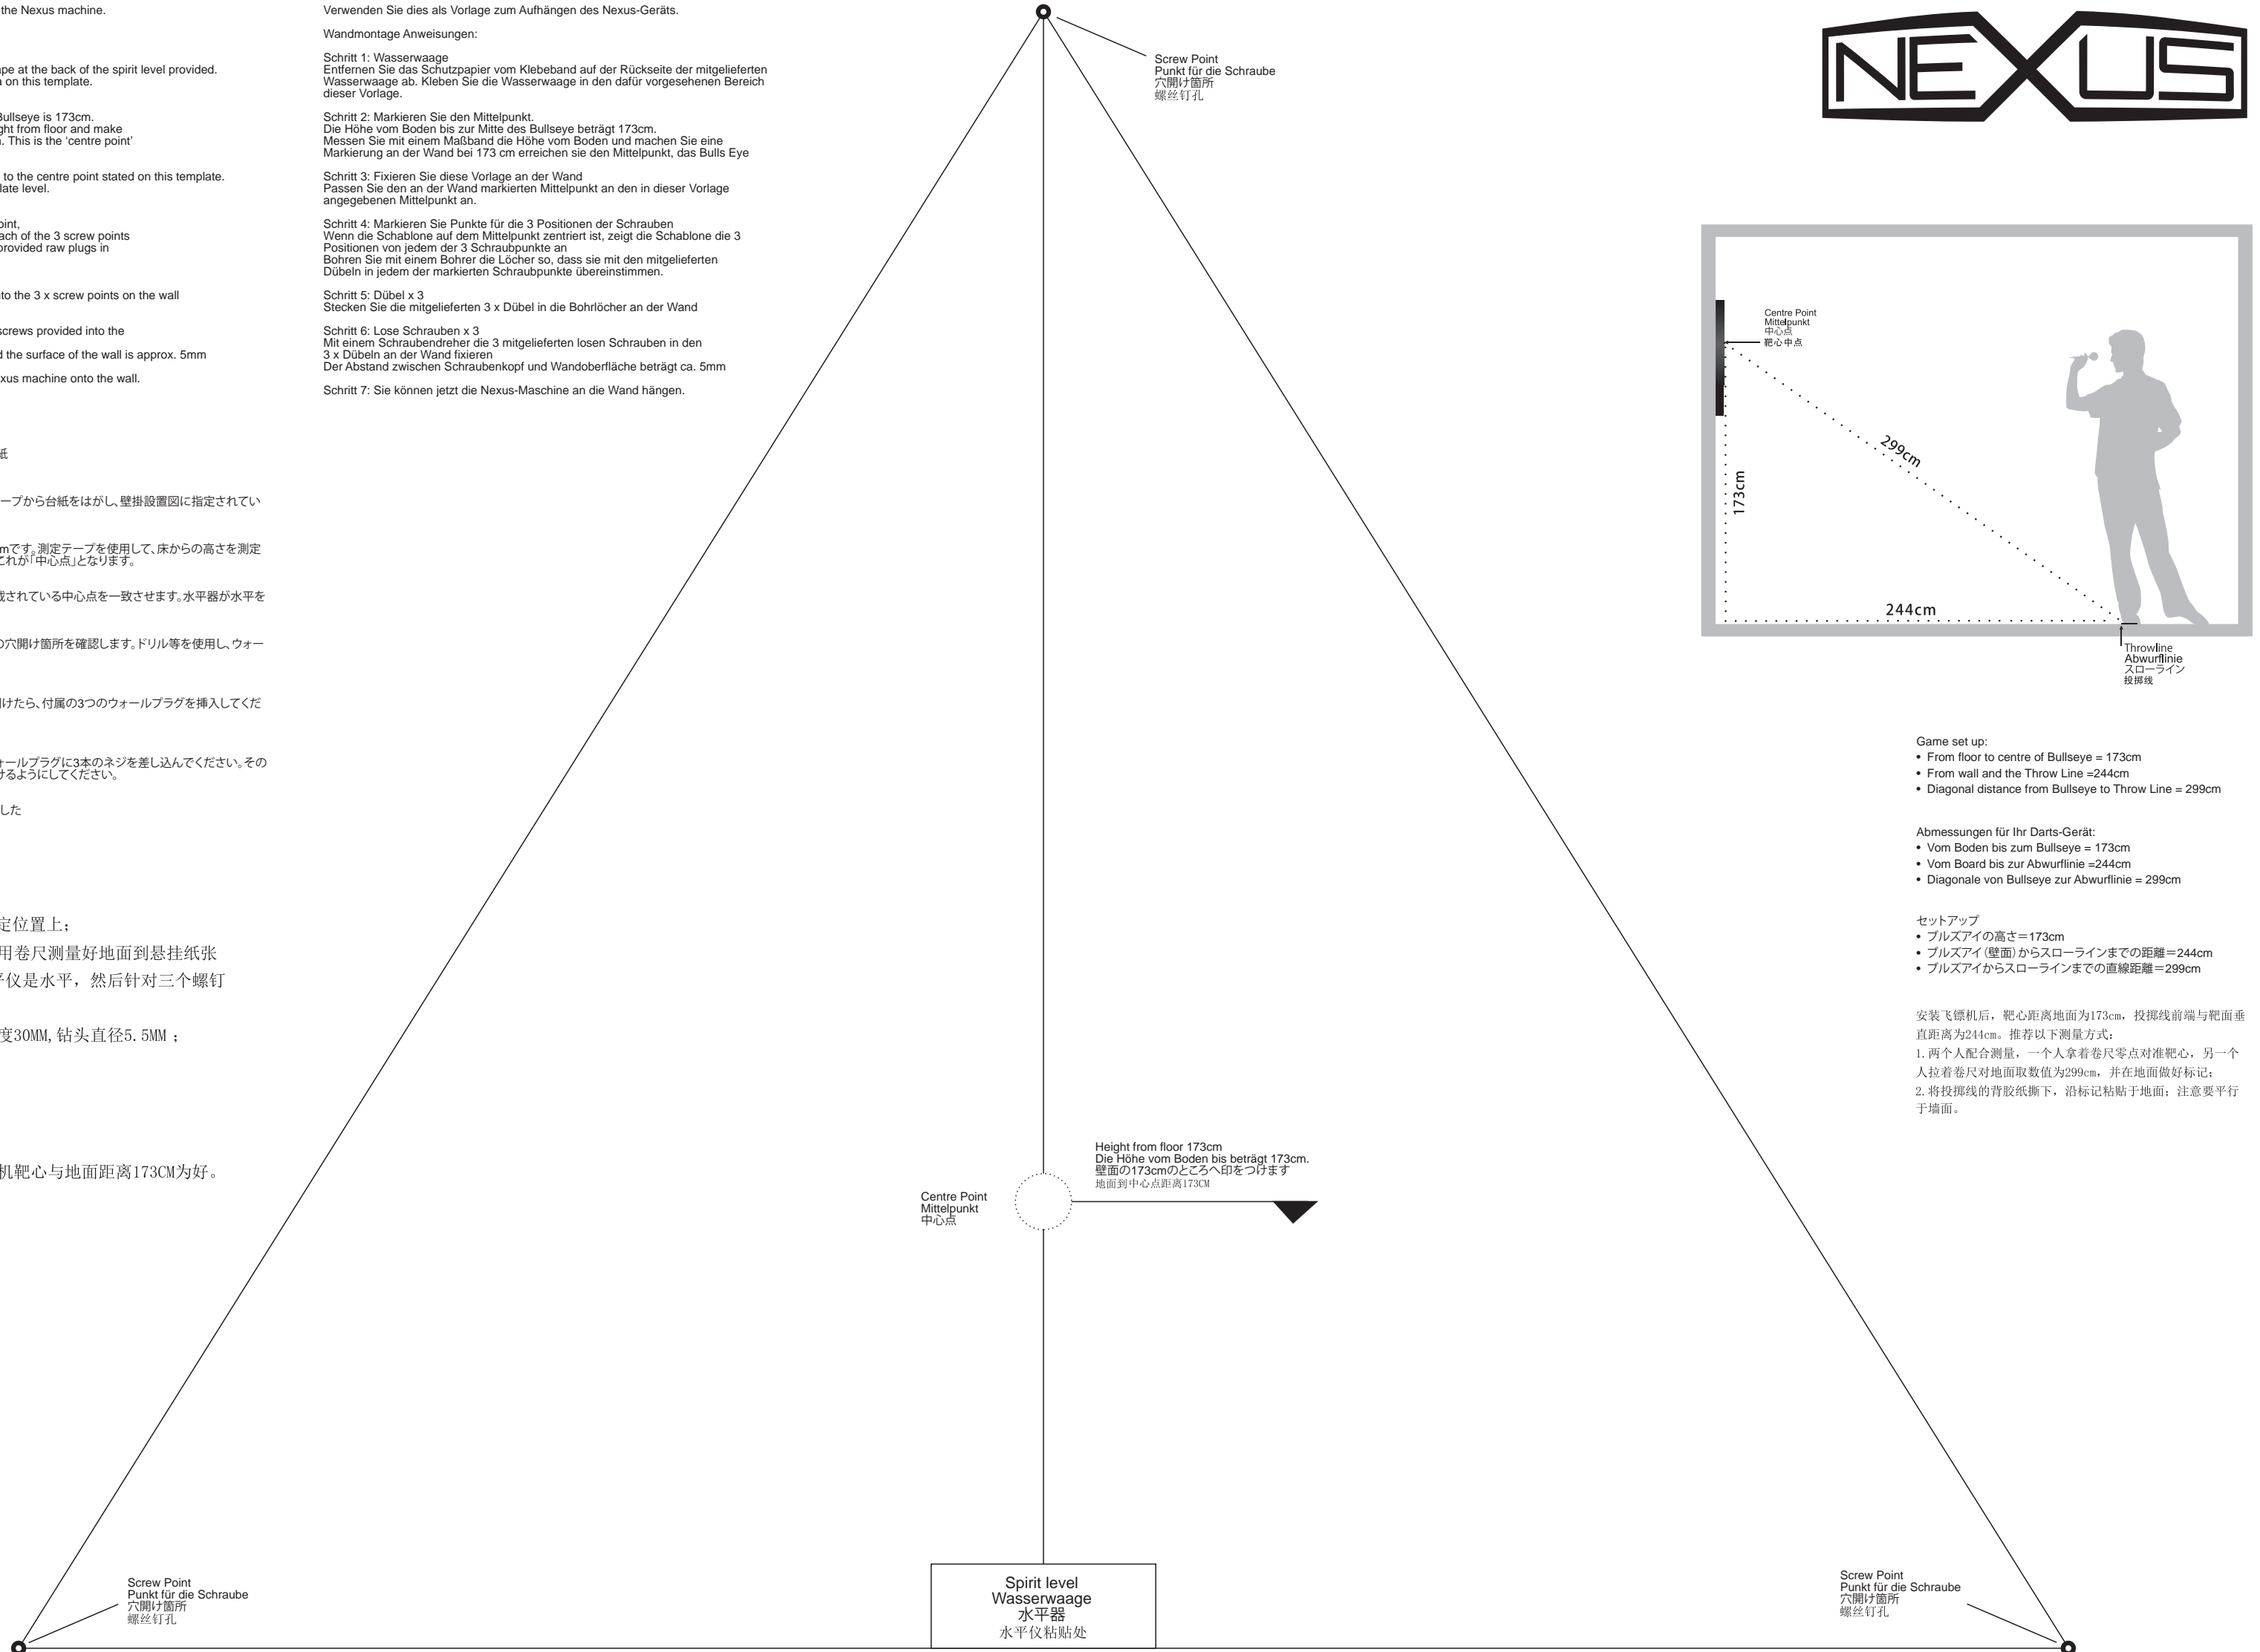 the Nexus machine.
ape at the back of the spirit level provided.
on this template.
Bullseye is 173cm.
ght from floor and make
. This is the ‘centre point’
to the centre point stated on this template.
late level.
oint,
ach of the 3 screw points
provided raw plugs in
to the 3 x screw points on the wall
screws provided into the
d the surface of the wall is approx. 5mm
xus machine onto the wall.
紙
ープから台紙をはがし、壁掛設置図に指定されてい
mです。測定テープを使用して、床からの高さを測定
これが「中心点」となります。
載されている中心点を一致させます。水平器が水平を
の穴開け箇所を確認します。ドリル等を使用し、ウォー
開けたら、付属の3つのウォールプラグを挿入してくだ
ォールプラグに3本のネジを差し込んでください。その
けるようにしてください。
した
定位置上；
用卷尺测量好地面到悬挂纸张
平仪是水平，然后针对三个螺钉
度30MM,钻头直径5.5MM；
机靶心与地面距离173CM为好。
Verwenden Sie dies als Vorlage zum Aufhängen des Nexus-Geräts.
Wandmontage Anweisungen:
Schritt 1: Wasserwaage
Entfernen Sie das Schutzpapier vom Klebeband auf der Rückseite der mitgelieferten
Wasserwaage ab. Kleben Sie die Wasserwaage in den dafür vorgesehenen Bereich
dieser Vorlage.
Schritt 2: Markieren Sie den Mittelpunkt.
Die Höhe vom Boden bis zur Mitte des Bullseye beträgt 173cm.
Messen Sie mit einem Maßband die Höhe vom Boden und machen Sie eine
Markierung an der Wand bei 173 cm erreichen sie den Mittelpunkt, das Bulls Eye
Schritt 3: Fixieren Sie diese Vorlage an der Wand
Passen Sie den an der Wand markierten Mittelpunkt an den in dieser Vorlage
angegebenen Mittelpunkt an.
Schritt 4: Markieren Sie Punkte für die 3 Positionen der Schrauben
Wenn die Schablone auf dem Mittelpunkt zentriert ist, zeigt die Schablone die 3
Positionen von jedem der 3 Schraubpunkte an
Bohren Sie mit einem Bohrer die Löcher so, dass sie mit den mitgelieferten
Dübeln in jedem der markierten Schraubpunkte übereinstimmen.
Schritt 5: Dübel x 3
Stecken Sie die mitgelieferten 3 x Dübel in die Bohrlöcher an der Wand
Schritt 6: Lose Schrauben x 3
Mit einem Schraubendreher die 3 mitgelieferten losen Schrauben in den
3 x Dübeln an der Wand fixieren
Der Abstand zwischen Schraubenkopf und Wandoberfläche beträgt ca. 5mm
Schritt 7: Sie können jetzt die Nexus-Maschine an die Wand hängen.
Screw Point
Punkt für die Schraube
穴開け箇所
螺丝钉孔
NEXUS
Centre Point
Mittelpunkt
中心点
靶心中点
299cm
173cm
244cm
Throwline
Abwurflinie
スローライン
投掷线
Game set up:
• From floor to centre of Bullseye = 173cm
• From wall and the Throw Line =244cm
• Diagonal distance from Bullseye to Throw Line = 299cm
Abmessungen für Ihr Darts-Gerät:
• Vom Boden bis zum Bullseye = 173cm
• Vom Board bis zur Abwurflinie =244cm
• Diagonale von Bullseye zur Abwurflinie = 299cm
セットアップ
• ブルズアイの高さ＝173cm
• ブルズアイ（壁面）からスローラインまでの距離＝244cm
• ブルズアイからスローラインまでの直線距離＝299cm
安装飞镖机后，靶心距离地面为173cm，投掷线前端与靶面垂
直距离为244cm。推荐以下测量方式：
1.两个人配合测量，一个人拿着卷尺零点对准靶心，另一个
人拉着卷尺对地面取数值为299cm，并在地面做好标记；
2.将投掷线的背胶纸撕下，沿标记粘贴于地面；注意要平行
于墙面。
Height from floor 173cm
Die Höhe vom Boden bis beträgt 173cm.
壁面の173cmのところへ印をつけます
地面到中心点距离173CM
Centre Point
Mittelpunkt
中心点
Screw Point
Punkt für die Schraube
穴開け箇所
螺丝钉孔
Spirit level
Wasserwaage
水平器
水平仪粘贴处
Screw Point
Punkt für die Schraube
穴開け箇所
螺丝钉孔